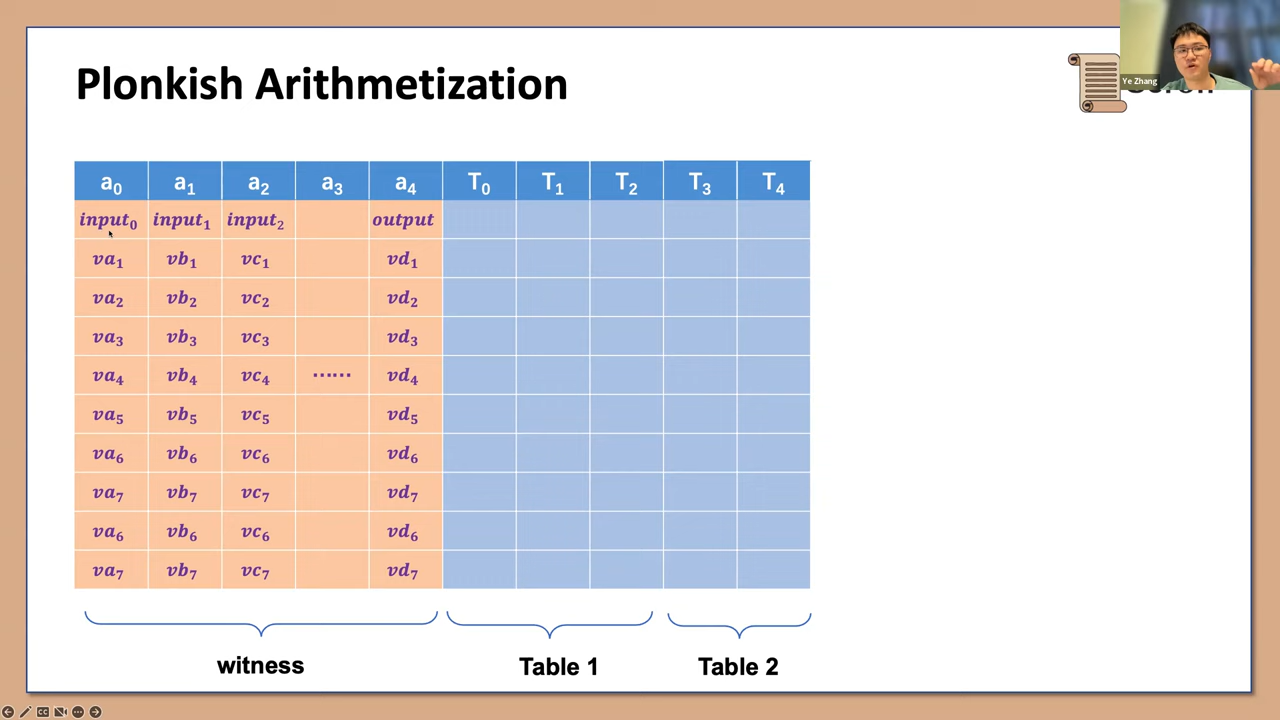 Plonkish Arithmetization
Ye Zhang
a₀ a₁ a₂ a₃ a₄ T₀ T₁ T₂ T₃ T₄
input₀ input₁ input₂ output
va₁ vb₁ vc₁ vd₁
va₂ vb₂ vc₂ vd₂
va₃ vb₃ vc₃ vd₃
va₄ vb₄ vc₄ ...... vd₄
va₅ vb₅ vc₅ vd₅
va₆ vb₆ vc₆ vd₆
va₇ vb₇ vc₇ vd₇
va₆ vb₆ vc₆ vd₆
va₇ vb₇ vc₇ vd₇
witness Table 1 Table 2
CC